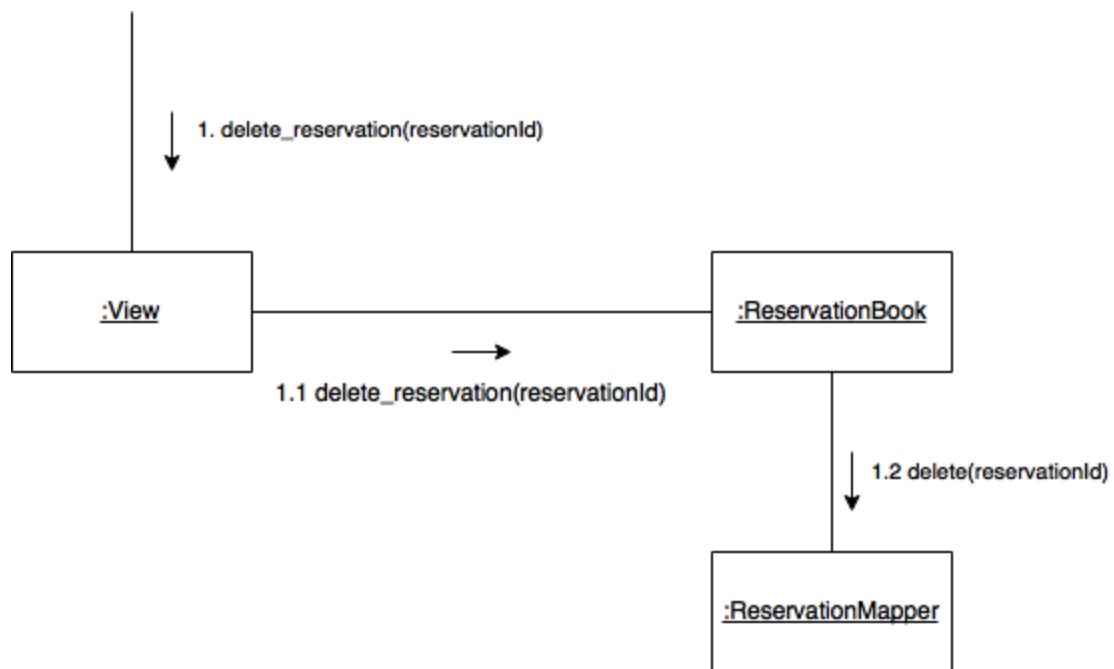 1. delete_reservation(reservationId)
:View
:ReservationBook
1.1 delete_reservation(reservationId)
1.2 delete(reservationId)
:ReservationMapper